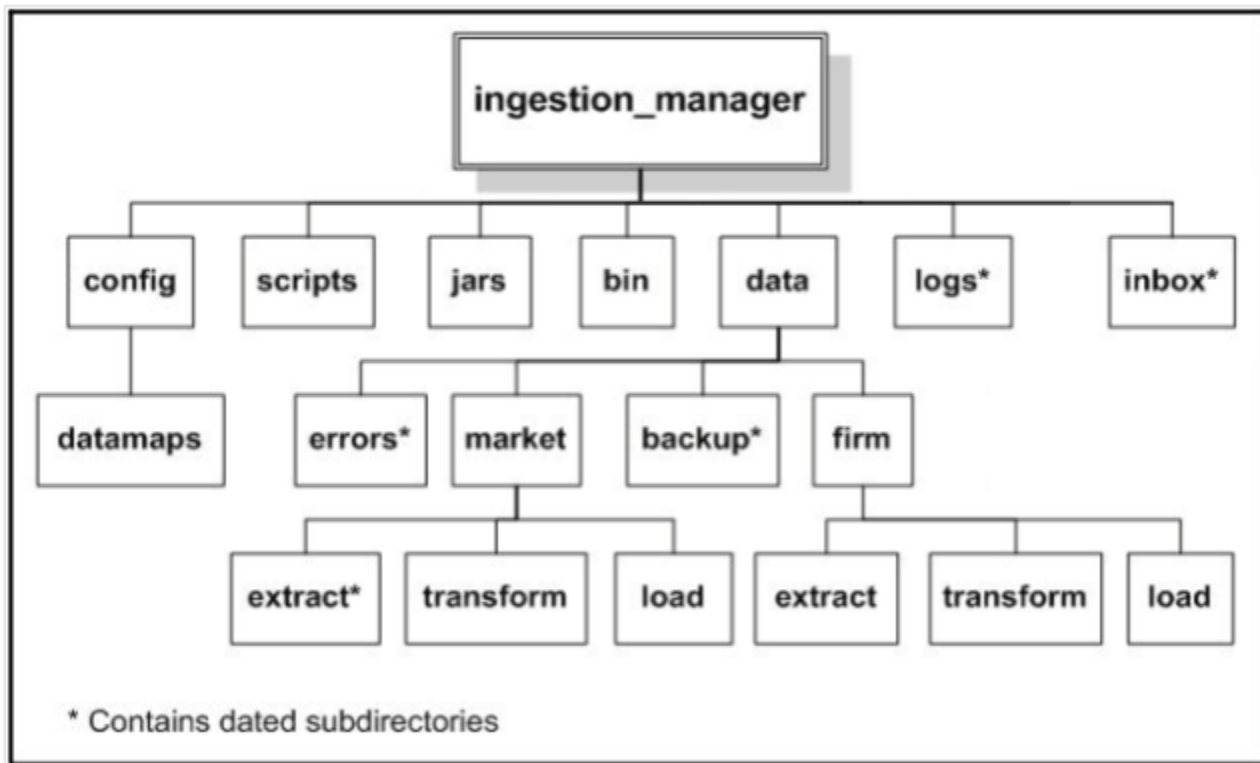 ingestion_manager
config
scripts
jars
bin
data
logs*
inbox*
datamaps
errors*
market
backup*
firm
extract*
transform
load
extract
transform
load
* Contains dated subdirectories